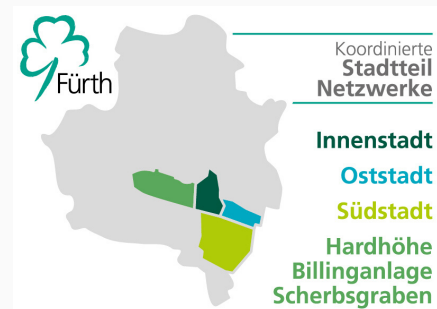 Fürth
Koordinierte
Stadtteil
Netzwerke
Innenstadt
Oststadt
Südstadt
Hardhöhe
Billinganlage
Scherbsgraben